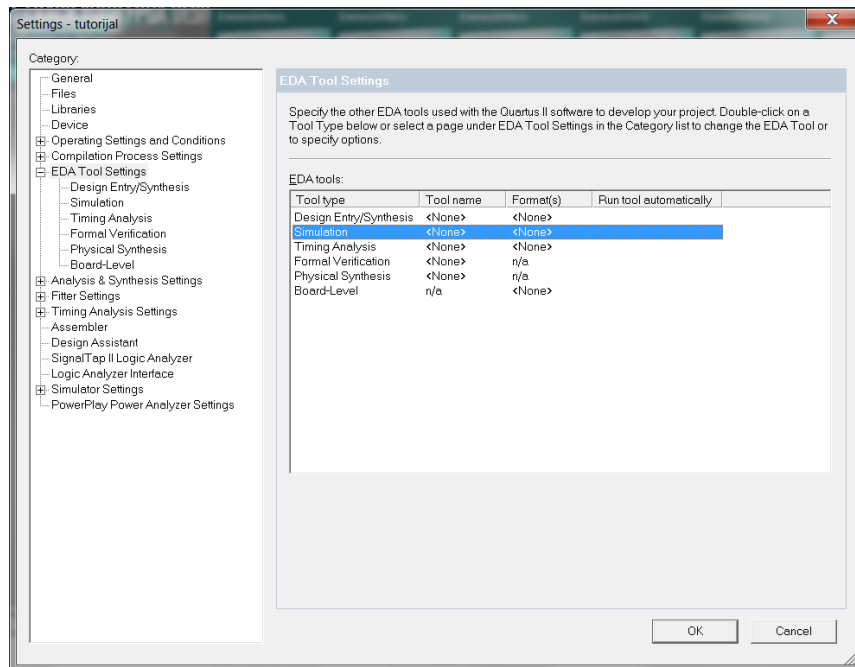 Settings - tutorijal
Category:
General
Files
Libraries
Device
Operating Settings and Conditions
Compilation Process Settings
EDA Tool Settings
Design Entry/Synthesis
Simulation
Timing Analysis
Formal Verification
Physical Synthesis
Board-Level
Analysis & Synthesis Settings
Fitter Settings
Timing Analysis Settings
Assembler
Design Assistant
SignalTap II Logic Analyzer
Logic Analyzer Interface
Simulator Settings
PowerPlay Power Analyzer Settings
EDA Tool Settings
Specify the other EDA tools used with the Quartus II software to develop your project. Double-click on a
Tool Type below or select a page under EDA Tool Settings in the Category list to change the EDA Tool or
to specify options.
EDA tools:
Tool type Tool name Format(s) Run tool automatically
Design Entry/Synthesis <None> <None>
Simulation <None> <None>
Timing Analysis <None> <None>
Formal Verification <None> n/a
Physical Synthesis <None> n/a
Board-Level n/a <None>
OK Cancel